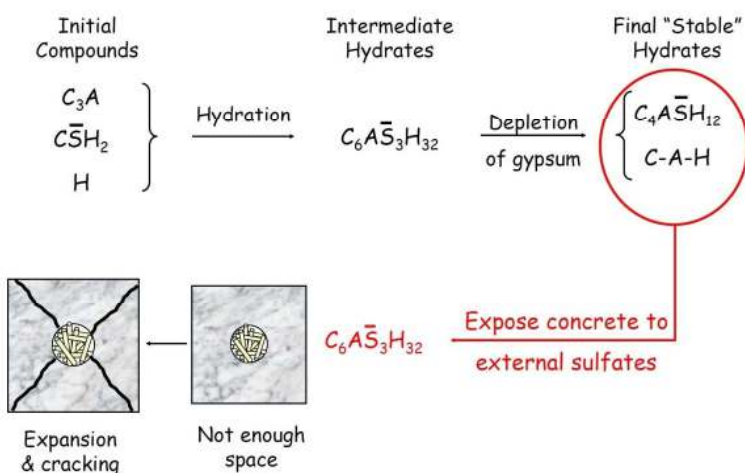 Initial
Compounds
Intermediate
Hydrates
Final “Stable”
Hydrates
C₃A
CS̄H₂
H
Hydration
C₆AS̄₃H₃₂
Depletion
of gypsum
C₄AS̄H₁₂
C-A-H
Expose concrete to
external sulfates
C₆AS̄₃H₃₂
Not enough
space
Expansion
& cracking